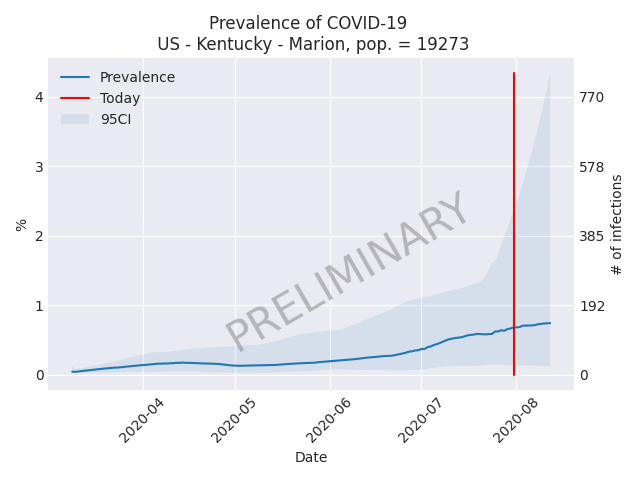 Prevalence of COVID-19
US - Kentucky - Marion, pop. = 19273
Prevalence
Today
95CI
4
3
2
1
0
%
770
578
385
192
0
# of infections
PRELIMINARY
2020-04
2020-05
2020-06
2020-07
2020-08
Date